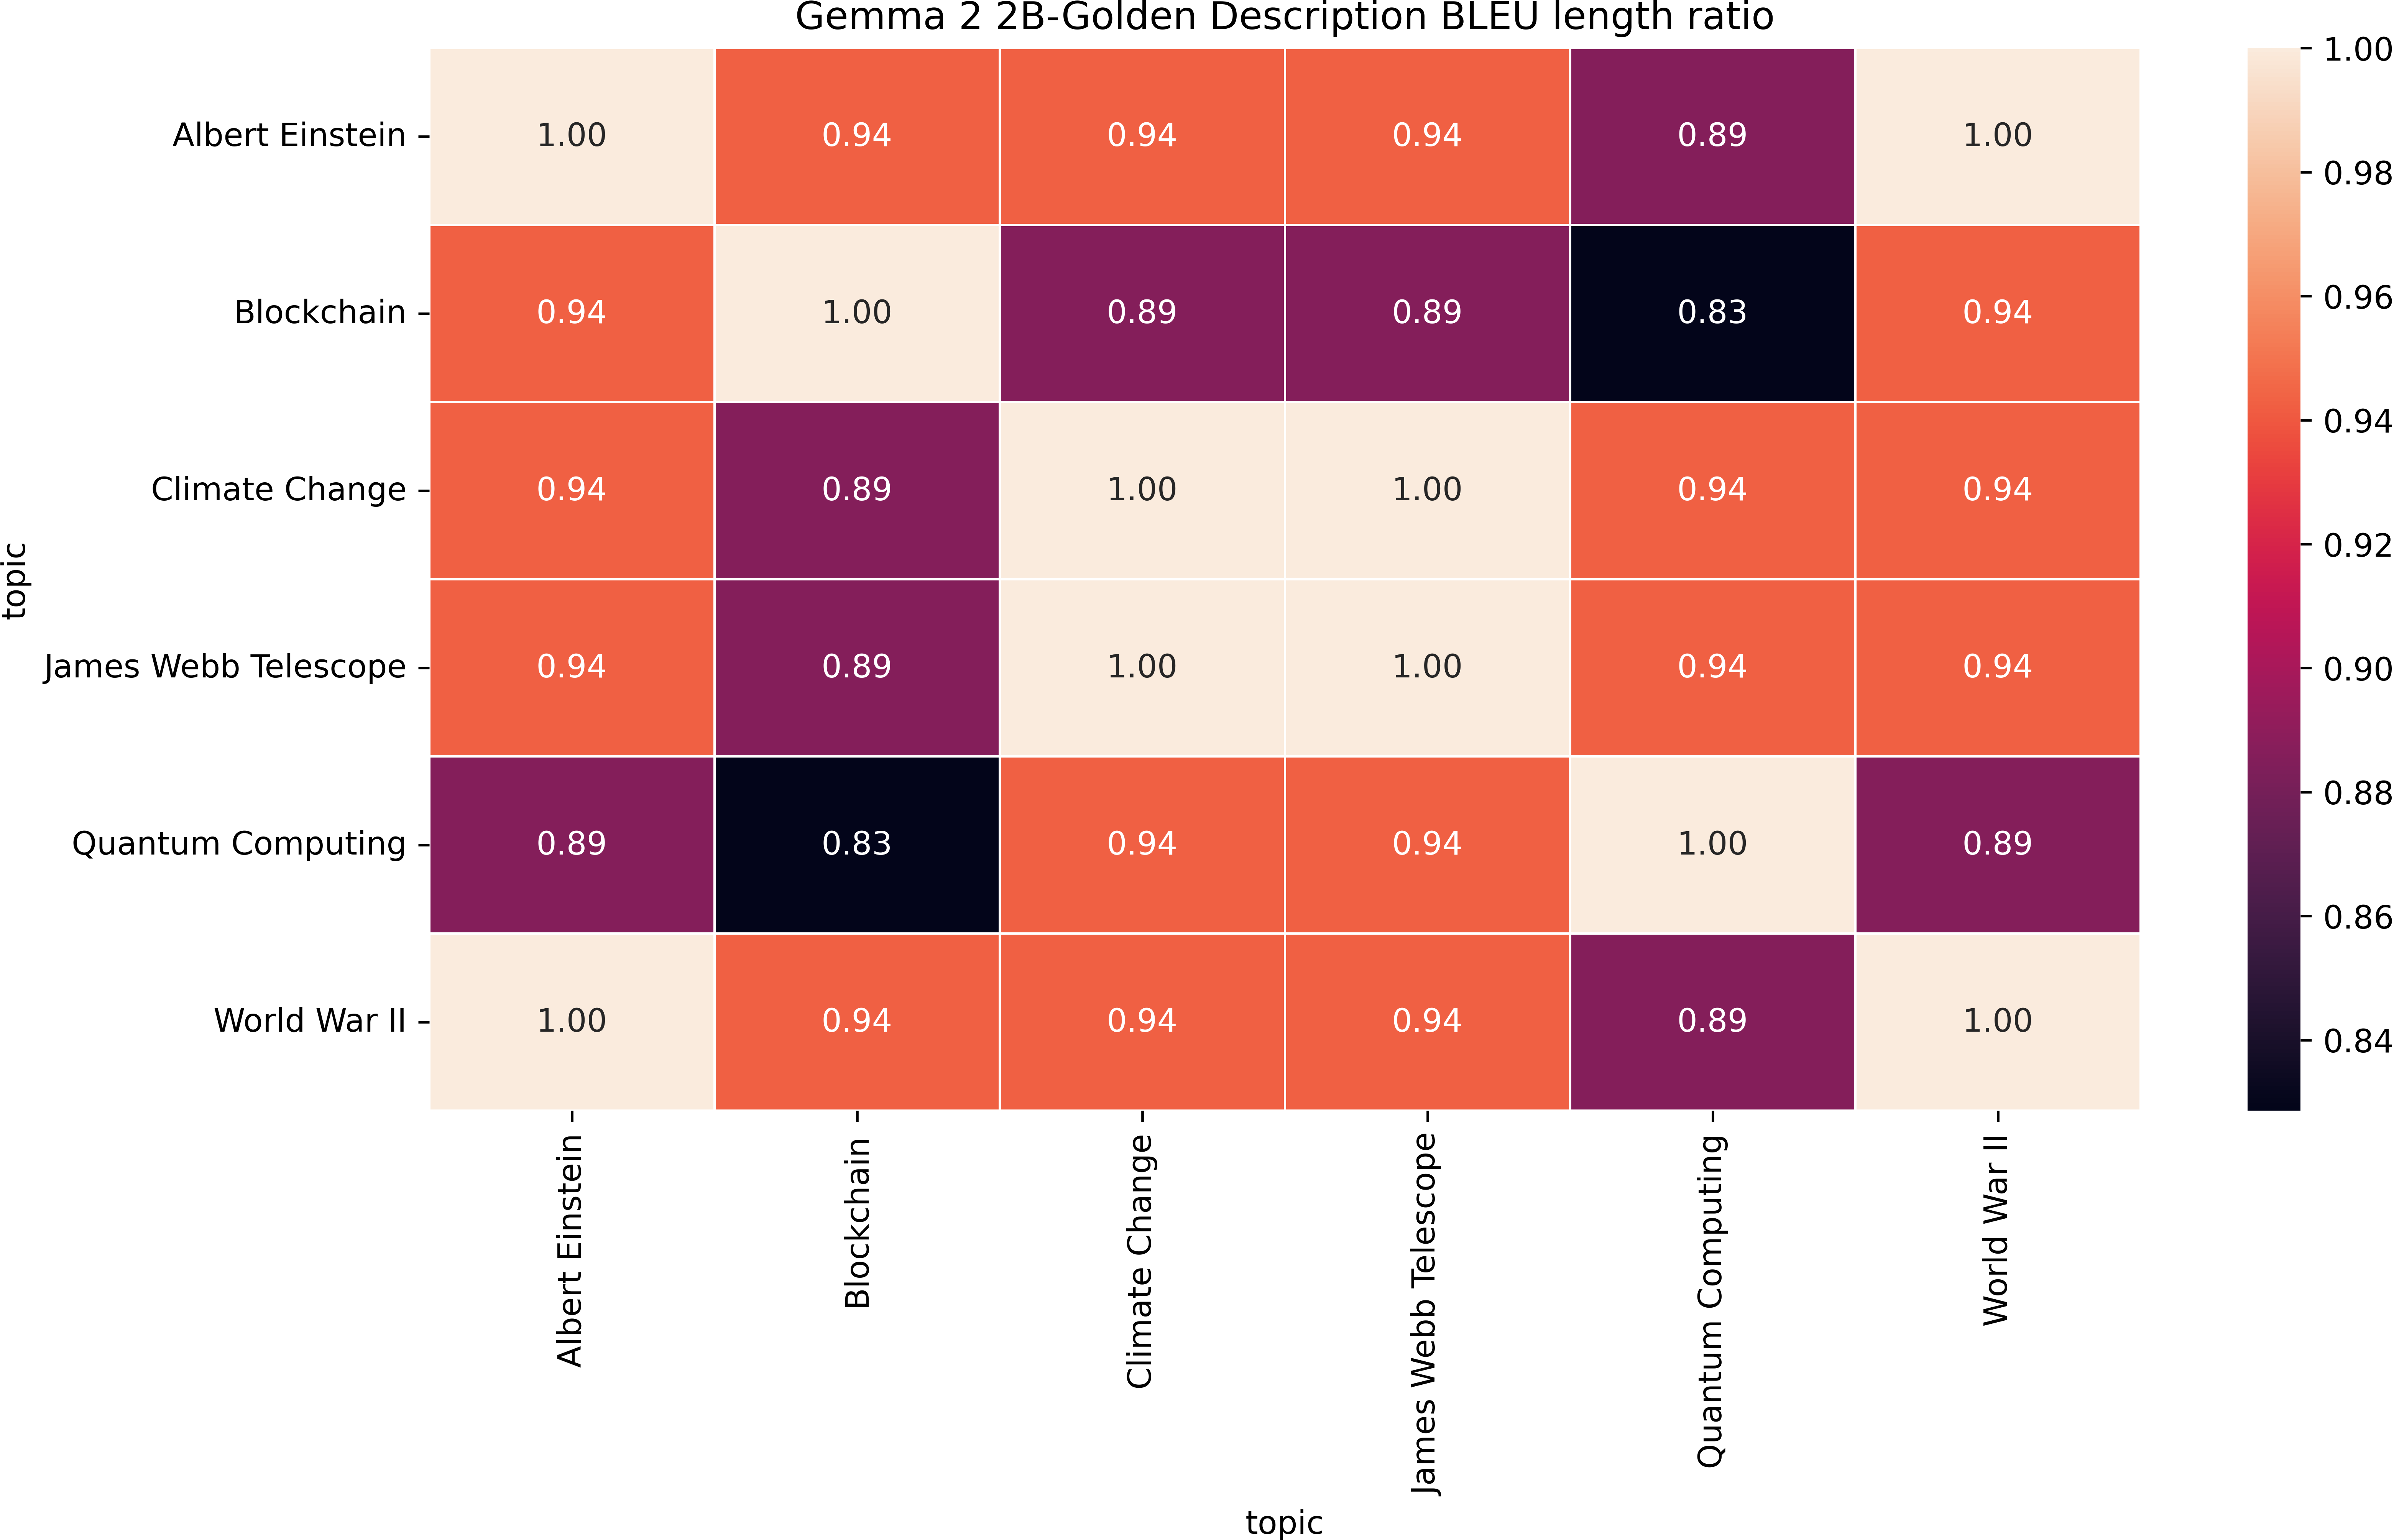 Gemma 2 2B-Golden Description BLEU length ratio
topic
Albert Einstein 1.00 0.94 0.94 0.94 0.89 1.00
Blockchain 0.94 1.00 0.89 0.89 0.83 0.94
Climate Change 0.94 0.89 1.00 1.00 0.94 0.94
James Webb Telescope 0.94 0.89 1.00 1.00 0.94 0.94
Quantum Computing 0.89 0.83 0.94 0.94 1.00 0.89
World War II 1.00 0.94 0.94 0.94 0.89 1.00
Albert Einstein
Blockchain
Climate Change
James Webb Telescope
Quantum Computing
World War II
topic
1.00
0.98
0.96
0.94
0.92
0.90
0.88
0.86
0.84